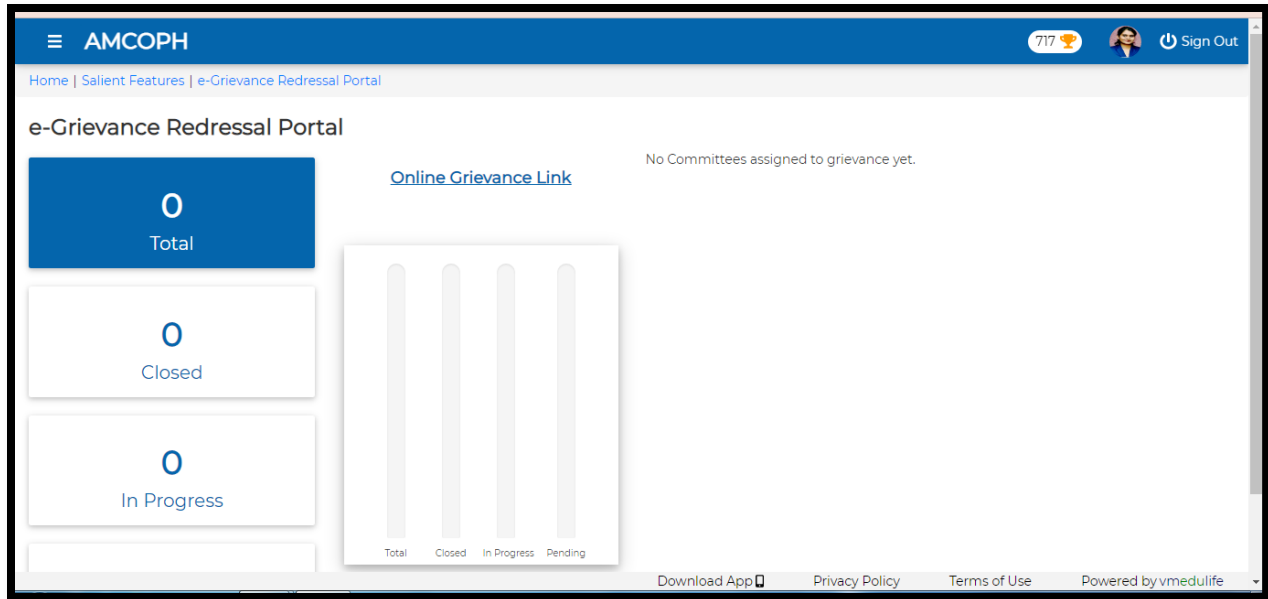 AMCOPH
717
Sign Out
Home | Salient Features | e-Grievance Redressal Portal
e-Grievance Redressal Portal
0
Total
0
Closed
0
In Progress
Online Grievance Link
Total Closed In Progress Pending
No Committees assigned to grievance yet.
Download App Privacy Policy Terms of Use Powered by vmedulife